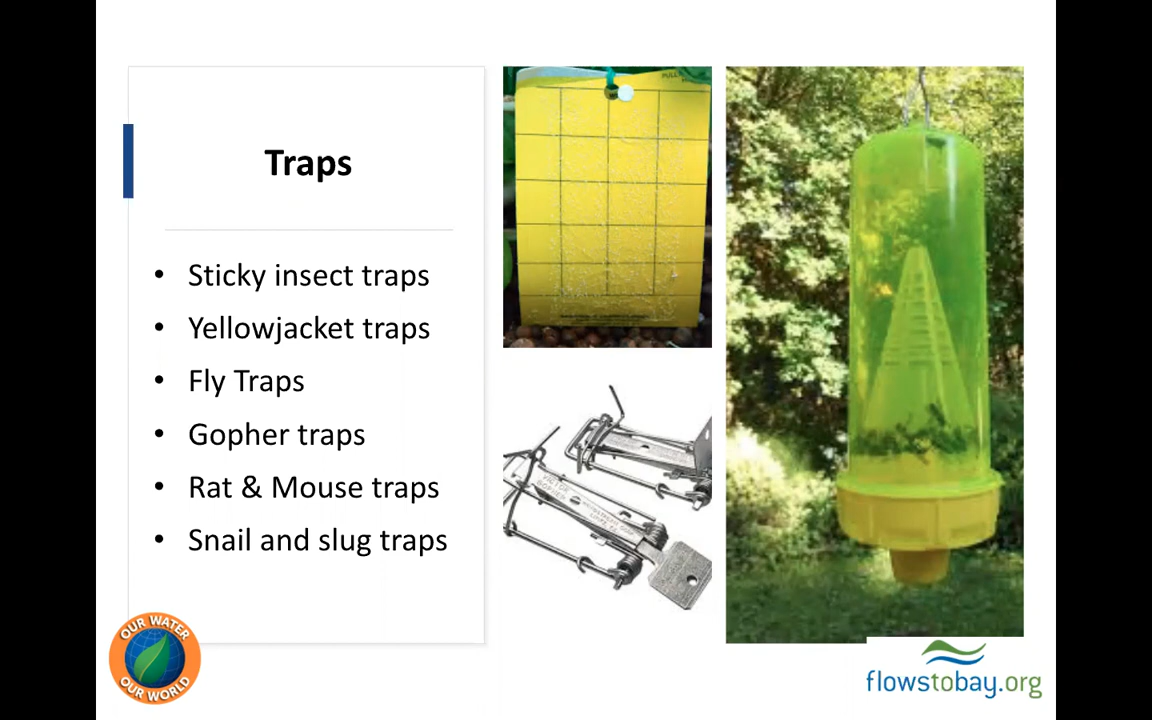 Traps
• Sticky insect traps
• Yellowjacket traps
• Fly Traps
• Gopher traps
• Rat & Mouse traps
• Snail and slug traps
OUR WATER
OUR WORLD
flowstobay.org